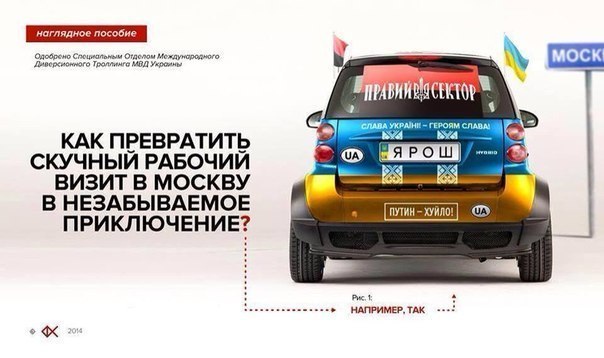 наглядное пособие
Одобрено Специальным Отделом Международного
Диверсионного Троллинга МВД Украины
КАК ПРЕВРАТИТЬ
СКУЧНЫЙ РАБОЧИЙ
ВИЗИТ В МОСКВУ
В НЕЗАБЫВАЕМОЕ
ПРИКЛЮЧЕНИЕ?
МОСК
ПРАВИЙ СЕКТОР
СЛАВА УКРАЇНІ! – ГЕРОЯМ СЛАВА!
UA
ЯРОШ
HYBRID
ПУТИН – ХУЙЛО!
UA
Рис. 1:
НАПРИМЕР, ТАК
© ФХ 2014